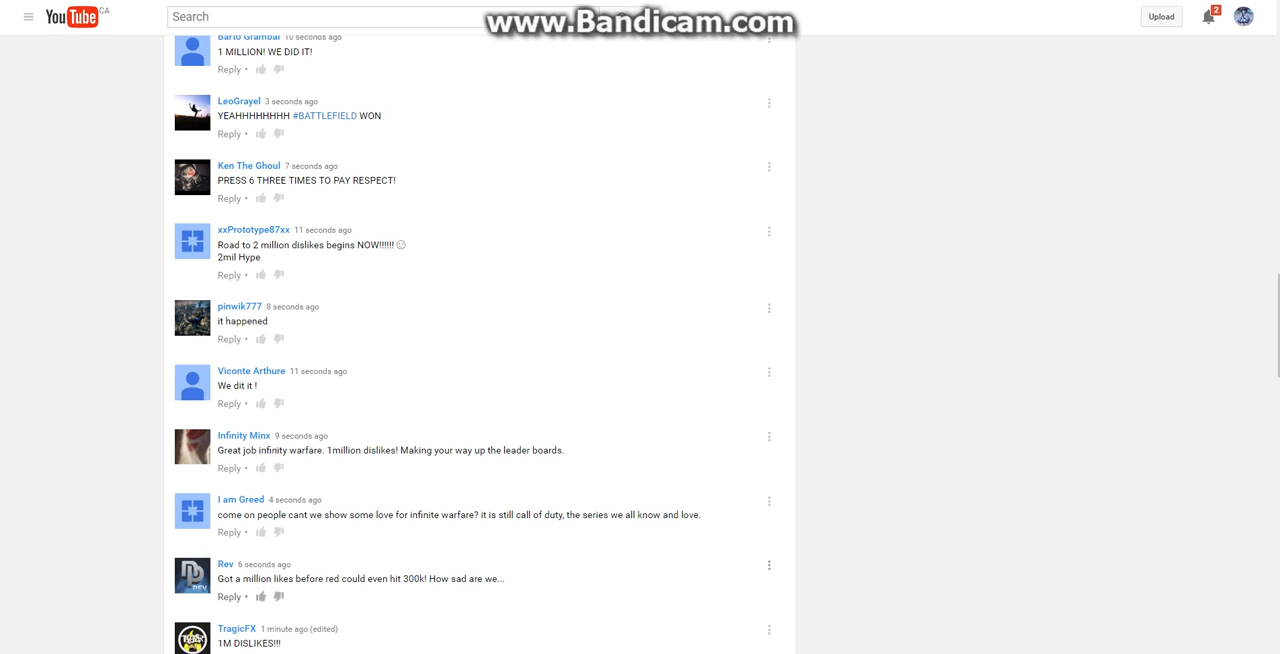 YouTube CA
Search
www.Bandicam.com
Upload
2
Barto Grambal 10 seconds ago
1 MILLION! WE DID IT!
Reply •
LeoGrayel 3 seconds ago
YEAHHHHHHHH #BATTLEFIELD WON
Reply •
Ken The Ghoul 7 seconds ago
PRESS 6 THREE TIMES TO PAY RESPECT!
Reply •
xxPrototype87xx 11 seconds ago
Road to 2 million dislikes begins NOW!!!!!!
2mil Hype
Reply •
pinwik777 8 seconds ago
it happened
Reply •
Viconte Arthure 11 seconds ago
We dit it !
Reply •
Infinity Minx 9 seconds ago
Great job infinity warfare. 1million dislikes! Making your way up the leader boards.
Reply •
I am Greed 4 seconds ago
come on people cant we show some love for infinite warfare? it is still call of duty, the series we all know and love.
Reply •
REV
Rev 6 seconds ago
Got a million likes before red could even hit 300k! How sad are we...
Reply •
TragicFX 1 minute ago (edited)
1M DISLIKES!!!